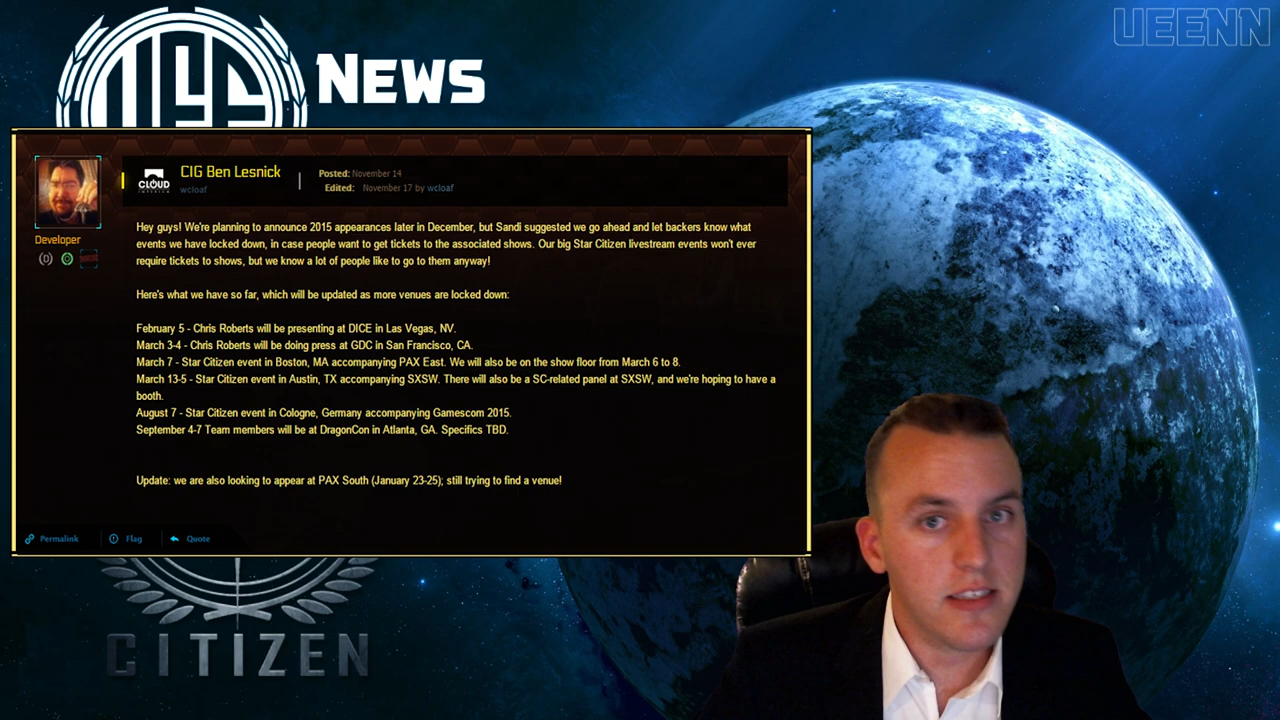 UEENN
NEWS
CIG Ben Lesnick
wcloaf
CLOUD
IMPERIUM
Posted: November 14
Edited: November 17 by wcloaf
Developer
Hey guys! We're planning to announce 2015 appearances later in December, but Sandi suggested we go ahead and let backers know what
events we have locked down, in case people want to get tickets to the associated shows. Our big Star Citizen livestream events won't ever
require tickets to shows, but we know a lot of people like to go to them anyway!
Here's what we have so far, which will be updated as more venues are locked down:
February 5 - Chris Roberts will be presenting at DICE in Las Vegas, NV.
March 3-4 - Chris Roberts will be doing press at GDC in San Francisco, CA.
March 7 - Star Citizen event in Boston, MA accompanying PAX East. We will also be on the show floor from March 6 to 8.
March 13-5 - Star Citizen event in Austin, TX accompanying SXSW. There will also be a SC-related panel at SXSW, and we're hoping to have a
booth.
August 7 - Star Citizen event in Cologne, Germany accompanying Gamescom 2015.
September 4-7 Team members will be at DragonCon in Atlanta, GA. Specifics TBD.
Update: we are also looking to appear at PAX South (January 23-25); still trying to find a venue!
Permalink
Flag
Quote
CITIZEN